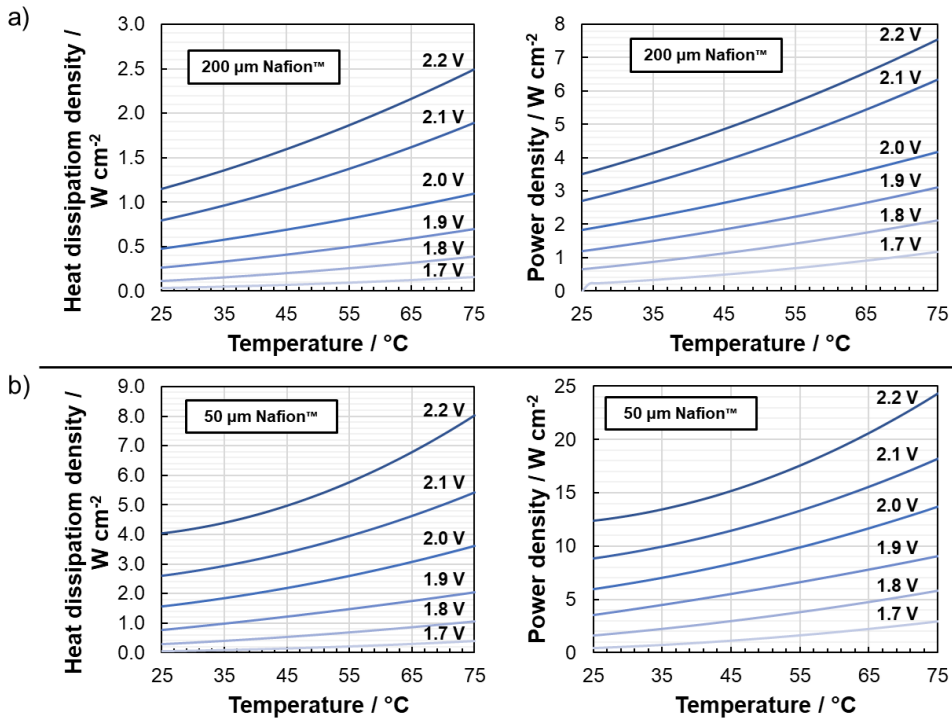 a)
Heat dissipatiom density /
W cm-2
3.0
2.5
2.0
1.5
1.0
0.5
0.0
200 µm Nafion™
2.2 V
2.1 V
2.0 V
1.9 V
1.8 V
1.7 V
25 35 45 55 65 75
Temperature / °C
Power density / W cm-2
8
7
6
5
4
3
2
1
0
200 µm Nafion™
2.2 V
2.1 V
2.0 V
1.9 V
1.8 V
1.7 V
25 35 45 55 65 75
Temperature / °C
b)
Heat dissipatiom density /
W cm-2
9.0
8.0
7.0
6.0
5.0
4.0
3.0
2.0
1.0
0.0
50 µm Nafion™
2.2 V
2.1 V
2.0 V
1.9 V
1.8 V
1.7 V
25 35 45 55 65 75
Temperature / °C
Power density / W cm-2
25
20
15
10
5
0
50 µm Nafion™
2.2 V
2.1 V
2.0 V
1.9 V
1.8 V
1.7 V
25 35 45 55 65 75
Temperature / °C